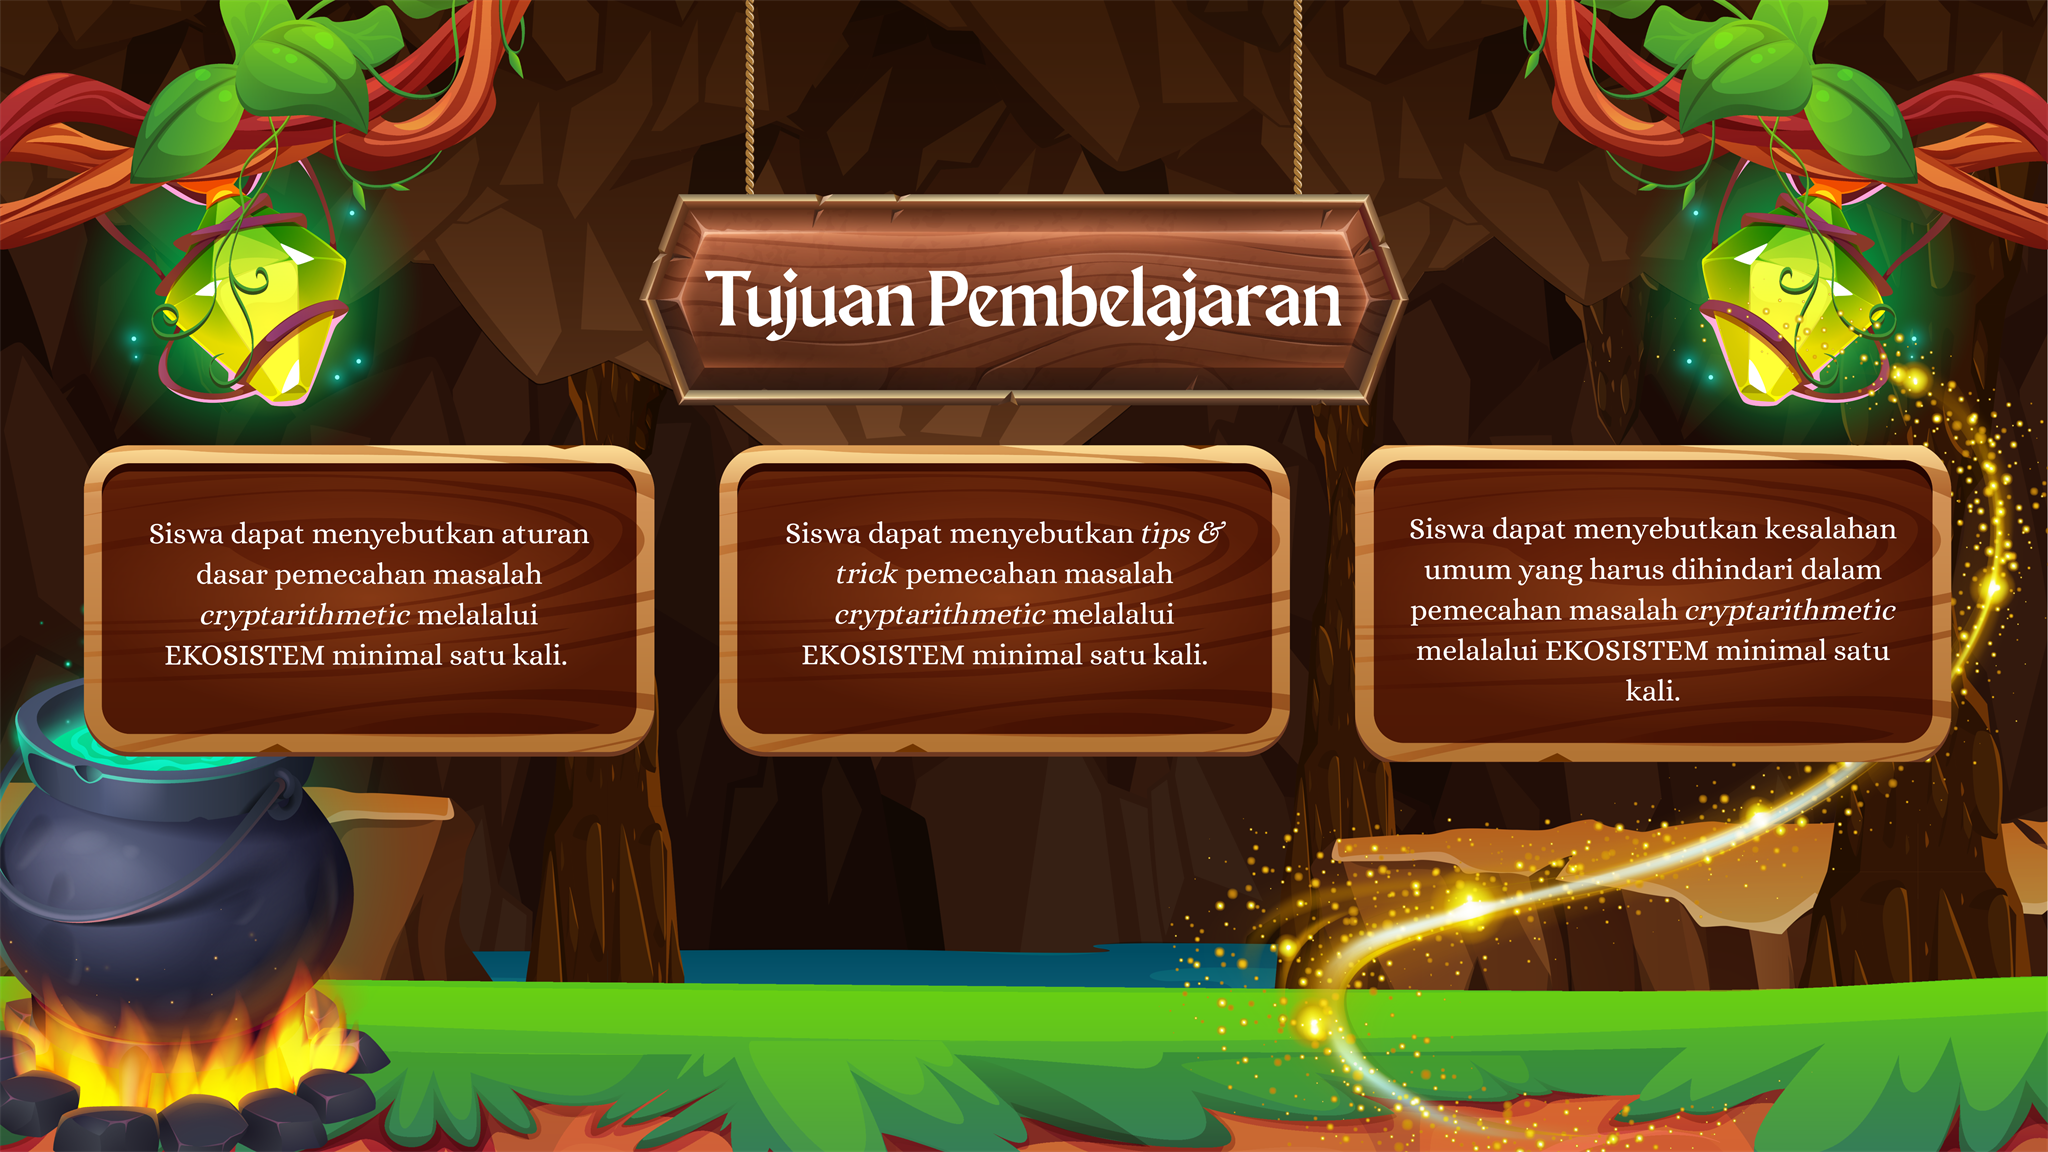 Tujuan Pembelajaran
Siswa dapat menyebutkan aturan
dasar pemecahan masalah
cryptarithmetic melalalui
EKOSISTEM minimal satu kali.
Siswa dapat menyebutkan tips &
trick pemecahan masalah
cryptarithmetic melalalui
EKOSISTEM minimal satu kali.
Siswa dapat menyebutkan kesalahan
umum yang harus dihindari dalam
pemecahan masalah cryptarithmetic
melalalui EKOSISTEM minimal satu
kali.